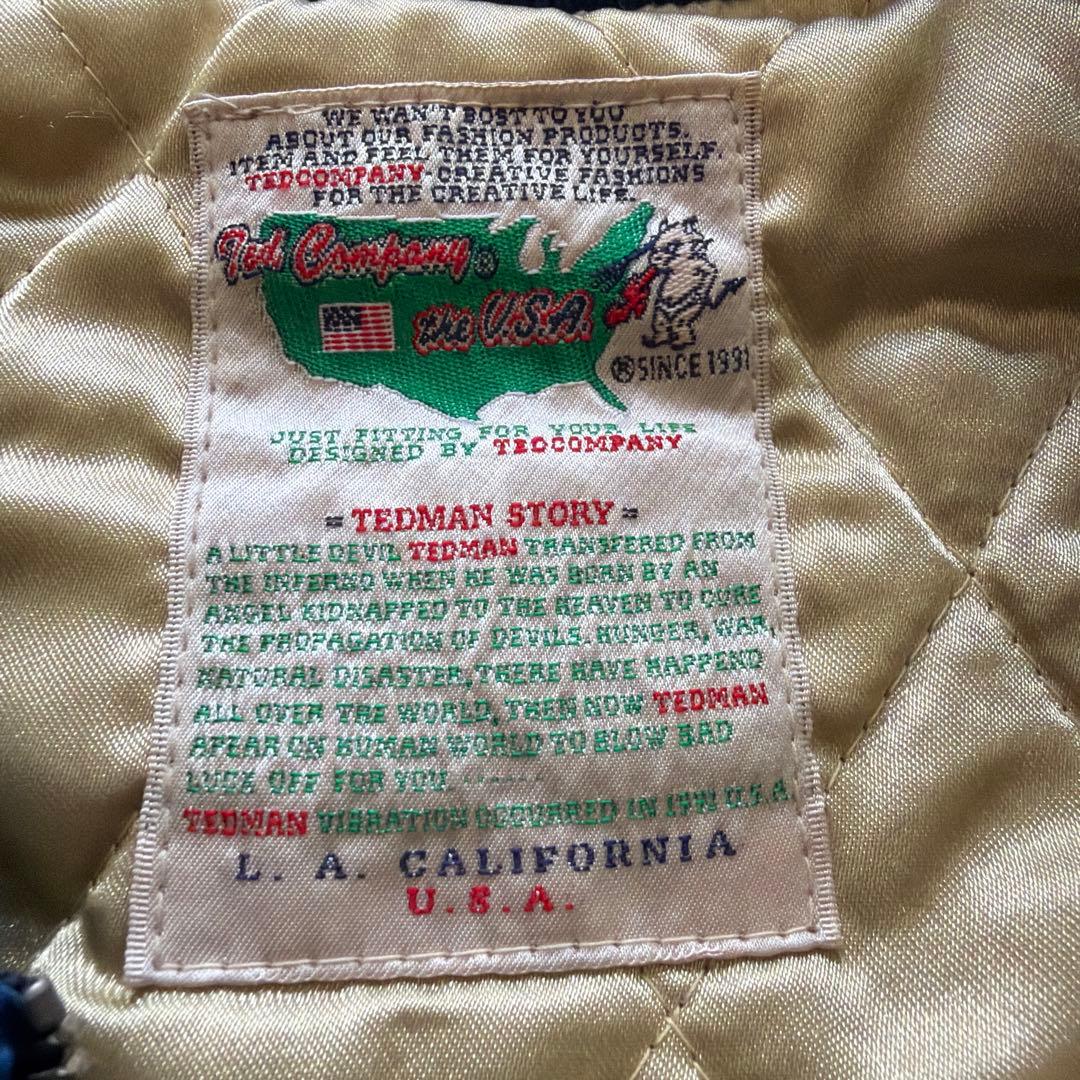 WE WAN'T BOST TO YOU
ABOUT OUR FASHION PRODUCTS.
ITEM AND FEEL THEM FOR YOURSELF.
TEDCOMPANY CREATIVE FASHIONS
FOR THE CREATIVE LIFE.
Ted Company®
the U.S.A.
®SINCE 1991
JUST FITTING FOR YOUR LIFE
DESIGNED BY TEDCOMPANY
=TEDMAN STORY=
A LITTLE DEVIL TEDMAN TRANSFERED FROM
THE INFERNO WHEN HE WAS BORN BY AN
ANGEL KIDNAPPED TO THE HEAVEN TO CURE
THE PROPAGATION OF DEVILS. HUNGER, WAR,
NATURAL DISASTER, THERE HAVE HAPPEND
ALL OVER THE WORLD, THEN NOW TEDMAN
APEAR ON HUMAN WORLD TO BLOW BAD
LUCK OFF FOR YOU. ······
TEDMAN VIBRATION OCCURRED IN 1991 U.S.A.
L. A. CALIFORNIA
U.S.A.